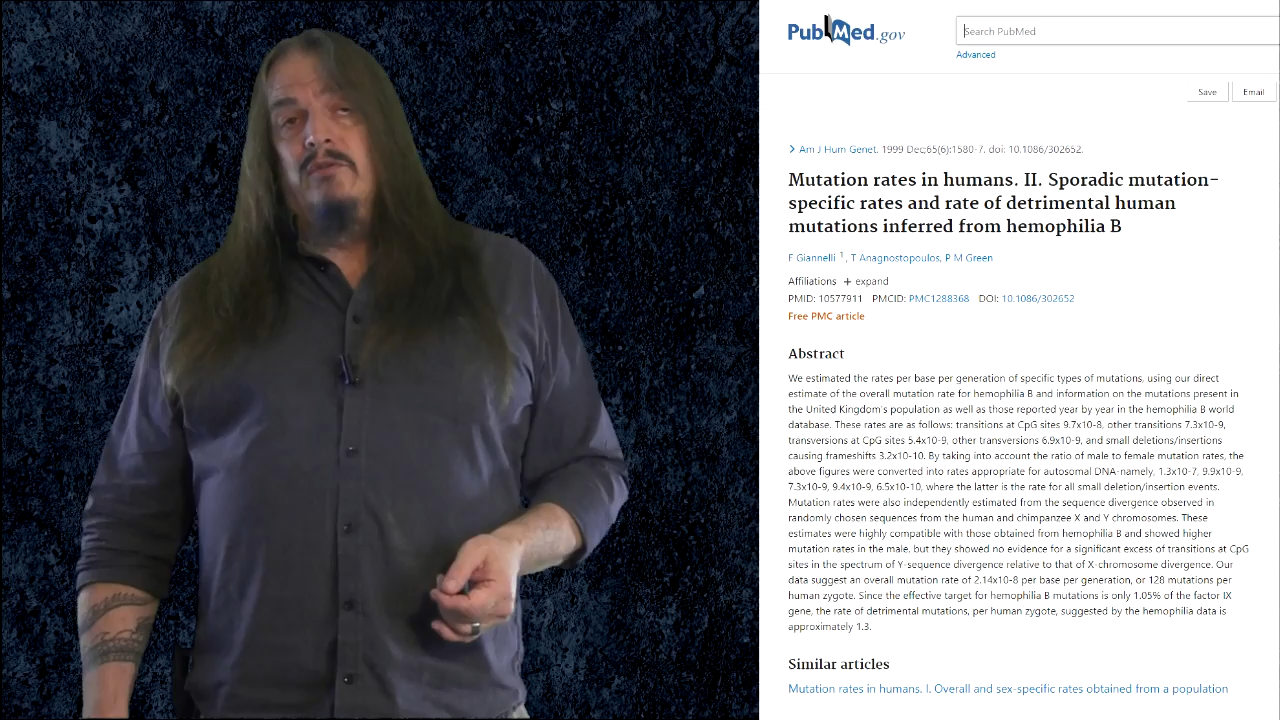 PubMed.gov
Search PubMed
Advanced
Save
Email
Am J Hum Genet. 1999 Dec;65(6):1580-7. doi: 10.1086/302652.
Mutation rates in humans. II. Sporadic mutation-
specific rates and rate of detrimental human
mutations inferred from hemophilia B
F Giannelli 1, T Anagnostopoulos, P M Green
Affiliations + expand
PMID: 10577911 PMCID: PMC1288368 DOI: 10.1086/302652
Free PMC article
Abstract
We estimated the rates per base per generation of specific types of mutations, using our direct
estimate of the overall mutation rate for hemophilia B and information on the mutations present in
the United Kingdom's population as well as those reported year by year in the hemophilia B world
database. These rates are as follows: transitions at CpG sites 9.7x10-8, other transitions 7.3x10-9,
transversions at CpG sites 5.4x10-9, other transversions 6.9x10-9, and small deletions/insertions
causing frameshifts 3.2x10-10. By taking into account the ratio of male to female mutation rates, the
above figures were converted into rates appropriate for autosomal DNA-namely, 1.3x10-7, 9.9x10-9,
7.3x10-9, 9.4x10-9, 6.5x10-10, where the latter is the rate for all small deletion/insertion events.
Mutation rates were also independently estimated from the sequence divergence observed in
randomly chosen sequences from the human and chimpanzee X and Y chromosomes. These
estimates were highly compatible with those obtained from hemophilia B and showed higher
mutation rates in the male, but they showed no evidence for a significant excess of transitions at CpG
sites in the spectrum of Y-sequence divergence relative to that of X-chromosome divergence. Our
data suggest an overall mutation rate of 2.14x10-8 per base per generation, or 128 mutations per
human zygote. Since the effective target for hemophilia B mutations is only 1.05% of the factor IX
gene, the rate of detrimental mutations, per human zygote, suggested by the hemophilia data is
approximately 1.3.
Similar articles
Mutation rates in humans. I. Overall and sex-specific rates obtained from a population